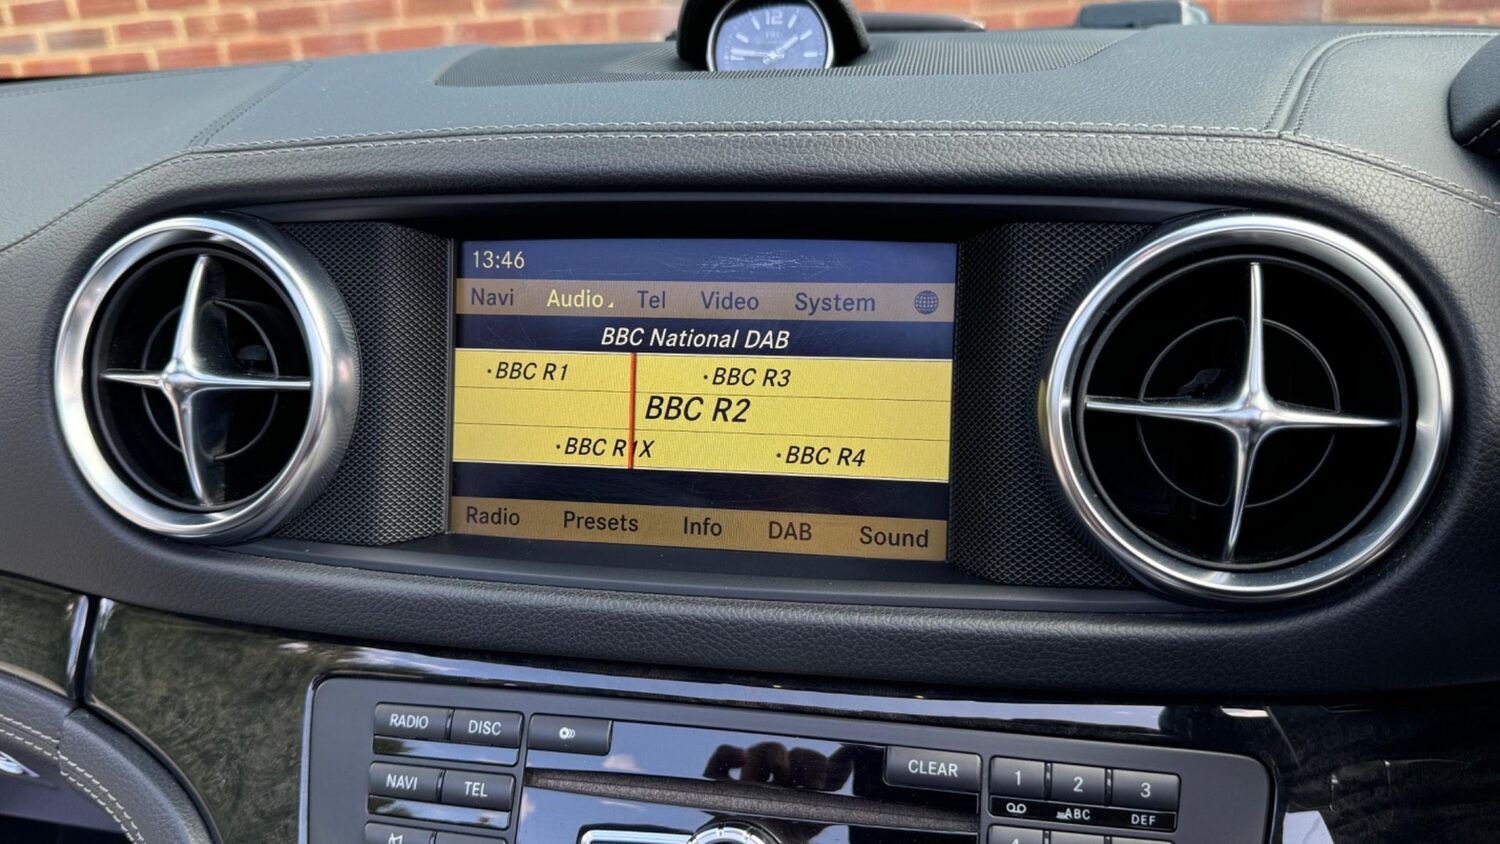 12
13:46
Navi Audio Tel Video System
BBC National DAB
·BBC R1 ·BBC R3
BBC R2
·BBC R1X ·BBC R4
Radio Presets Info DAB Sound
RADIO DISC
CLEAR 1 2 3
NAVI TEL
ABC DEF